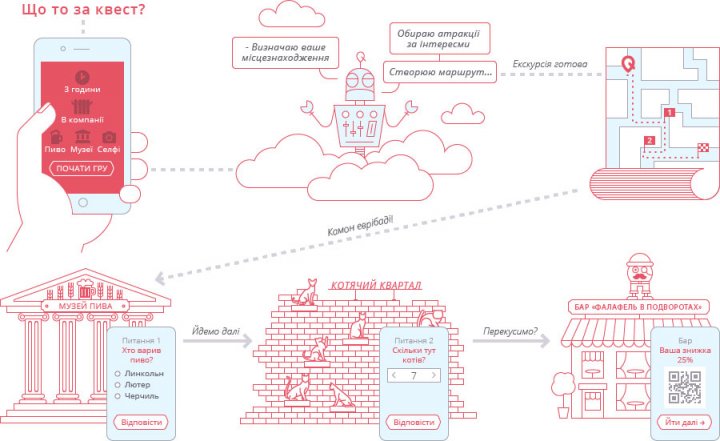 Що то за квест?
3 години
В компанії
Пиво Музеї Селфі
ПОЧАТИ ГРУ
- Визначаю ваше
місцезнаходження
Обираю атракції
за інтересми
Створюю маршрут...
Екскурсія готова
1
2
Камон еврібаді!
МУЗЕЙ ПИВА
Питання 1
Хто варив
пиво?
Линкольн
Лютер
Черчиль
Відповісти
Йдемо далі
КОТЯЧИЙ КВАРТАЛ
Питання 2
Скільки тут
котів?
7
Відповісти
Перекусимо?
БАР «ФАЛАФЕЛЬ В ПОДВОРОТАХ»
Бар
Ваша знижка
25%
Йти далі →